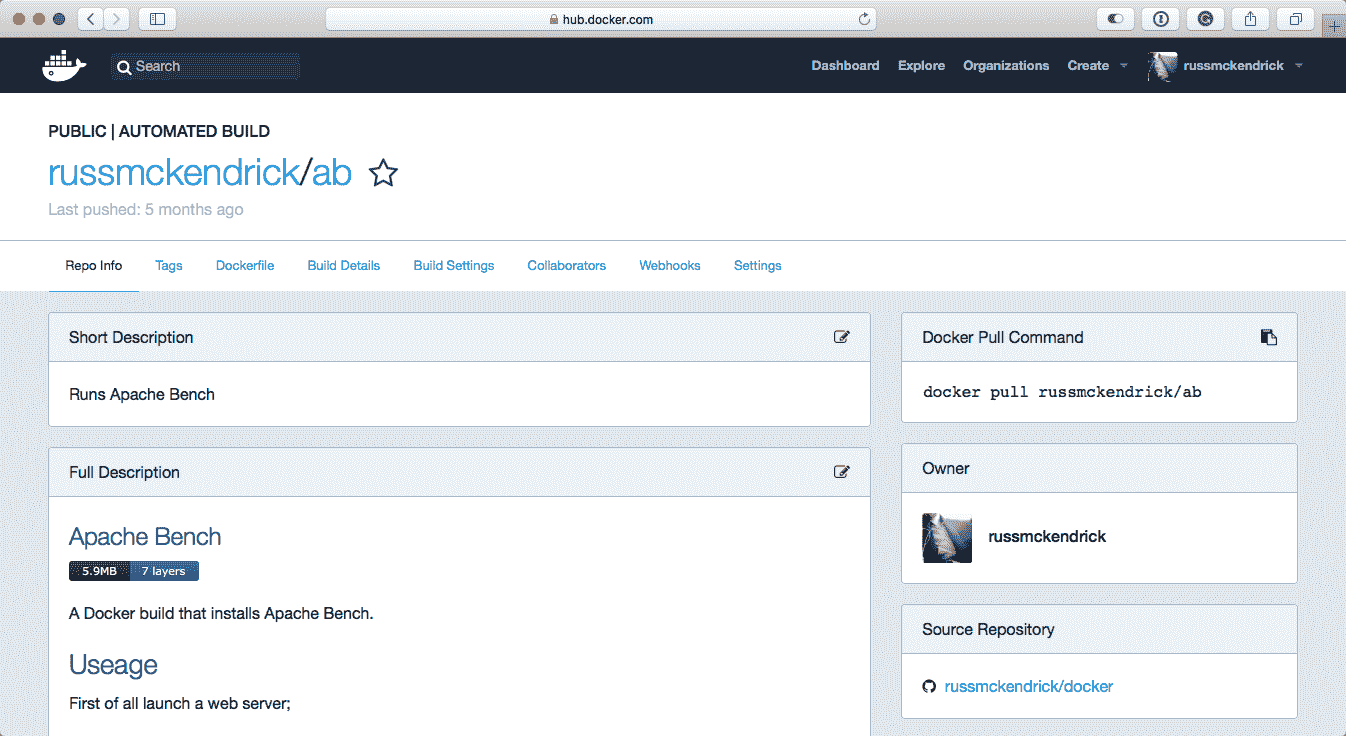 hub.docker.com
Search
Dashboard Explore Organizations Create russmckendrick
PUBLIC | AUTOMATED BUILD
russmckendrick/ab
Last pushed: 5 months ago
Repo Info Tags Dockerfile Build Details Build Settings Collaborators Webhooks Settings
Short Description
Runs Apache Bench
Full Description
Apache Bench
5.9MB 7 layers
A Docker build that installs Apache Bench.
Useage
First of all launch a web server;
Docker Pull Command
docker pull russmckendrick/ab
Owner
russmckendrick
Source Repository
russmckendrick/docker